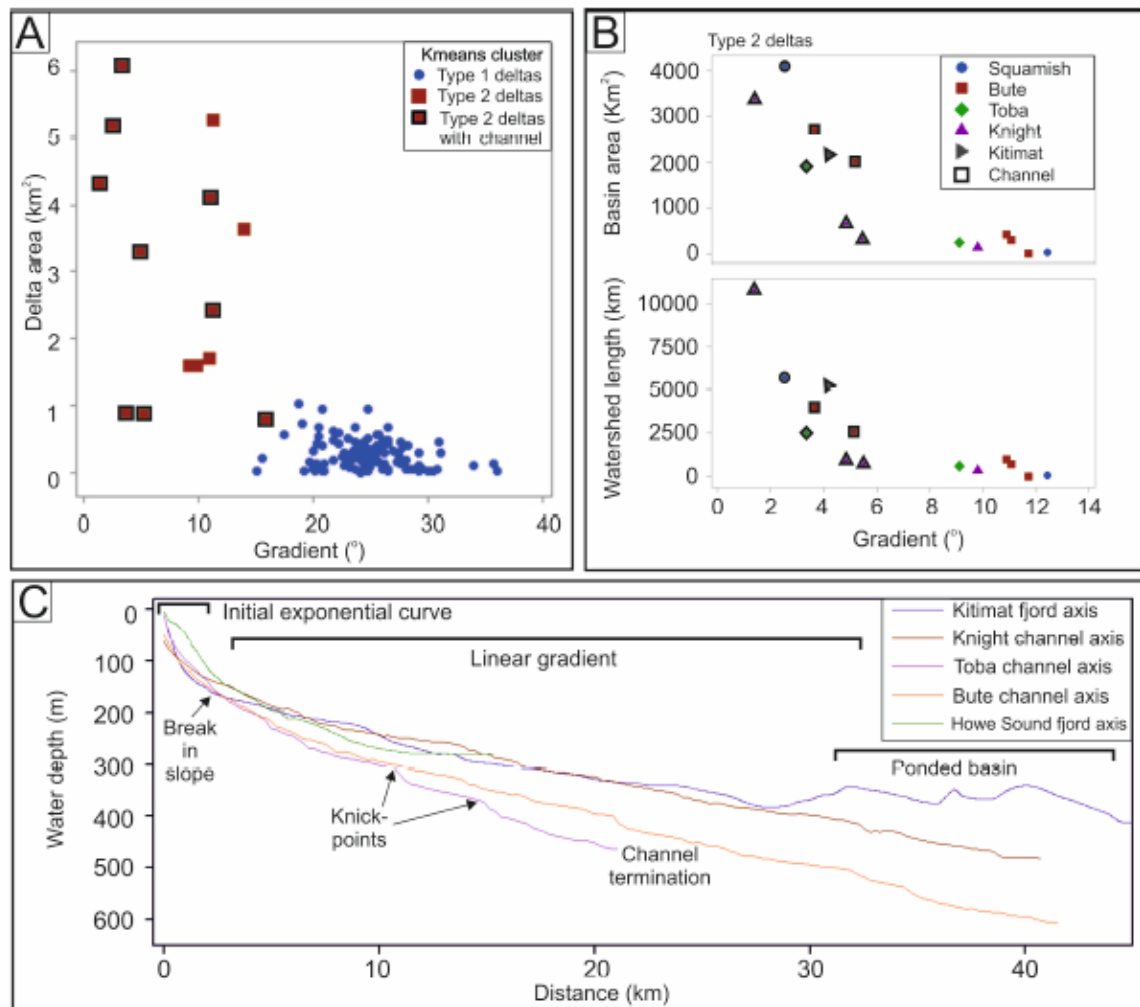 A
Kmeans cluster
Type 1 deltas
Type 2 deltas
Type 2 deltas
with channel
Delta area (km²)
6
5
4
3
2
1
0
0 10 20 30 40
Gradient (°)
B
Type 2 deltas
Squamish
Bute
Toba
Knight
Kitimat
Channel
Basin area (Km²)
4000
3000
2000
1000
0
Watershed length (km)
10000
7500
5000
2500
0
0 2 4 6 8 10 12 14
Gradient (°)
C
Initial exponential curve
Linear gradient
Break
in
slope
Knick-
points
Channel
termination
Ponded basin
Kitimat fjord axis
Knight channel axis
Toba channel axis
Bute channel axis
Howe Sound fjord axis
Water depth (m)
0
100
200
300
400
500
600
0 10 20 30 40
Distance (km)